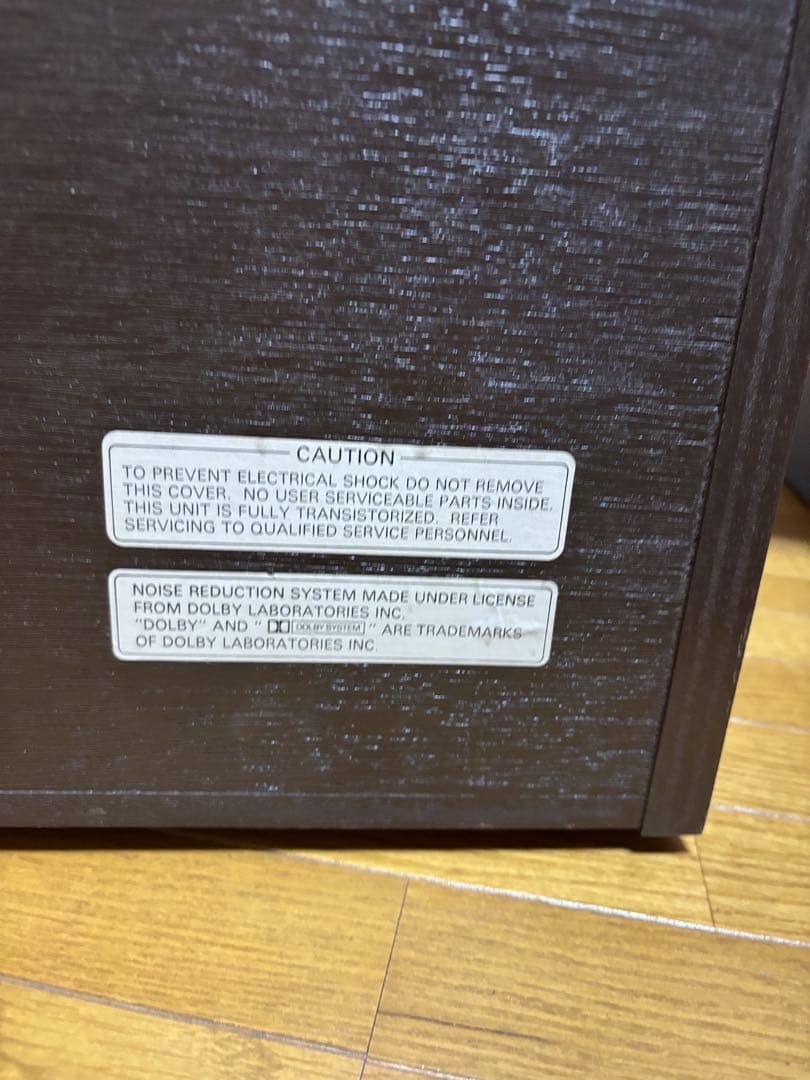 CAUTION
TO PREVENT ELECTRICAL SHOCK DO NOT REMOVE
THIS COVER. NO USER SERVICEABLE PARTS INSIDE.
THIS UNIT IS FULLY TRANSISTORIZED. REFER
SERVICING TO QUALIFIED SERVICE PERSONNEL.
NOISE REDUCTION SYSTEM MADE UNDER LICENSE
FROM DOLBY LABORATORIES INC.
"DOLBY" AND " DOLBY SYSTEM " ARE TRADEMARKS
OF DOLBY LABORATORIES INC.